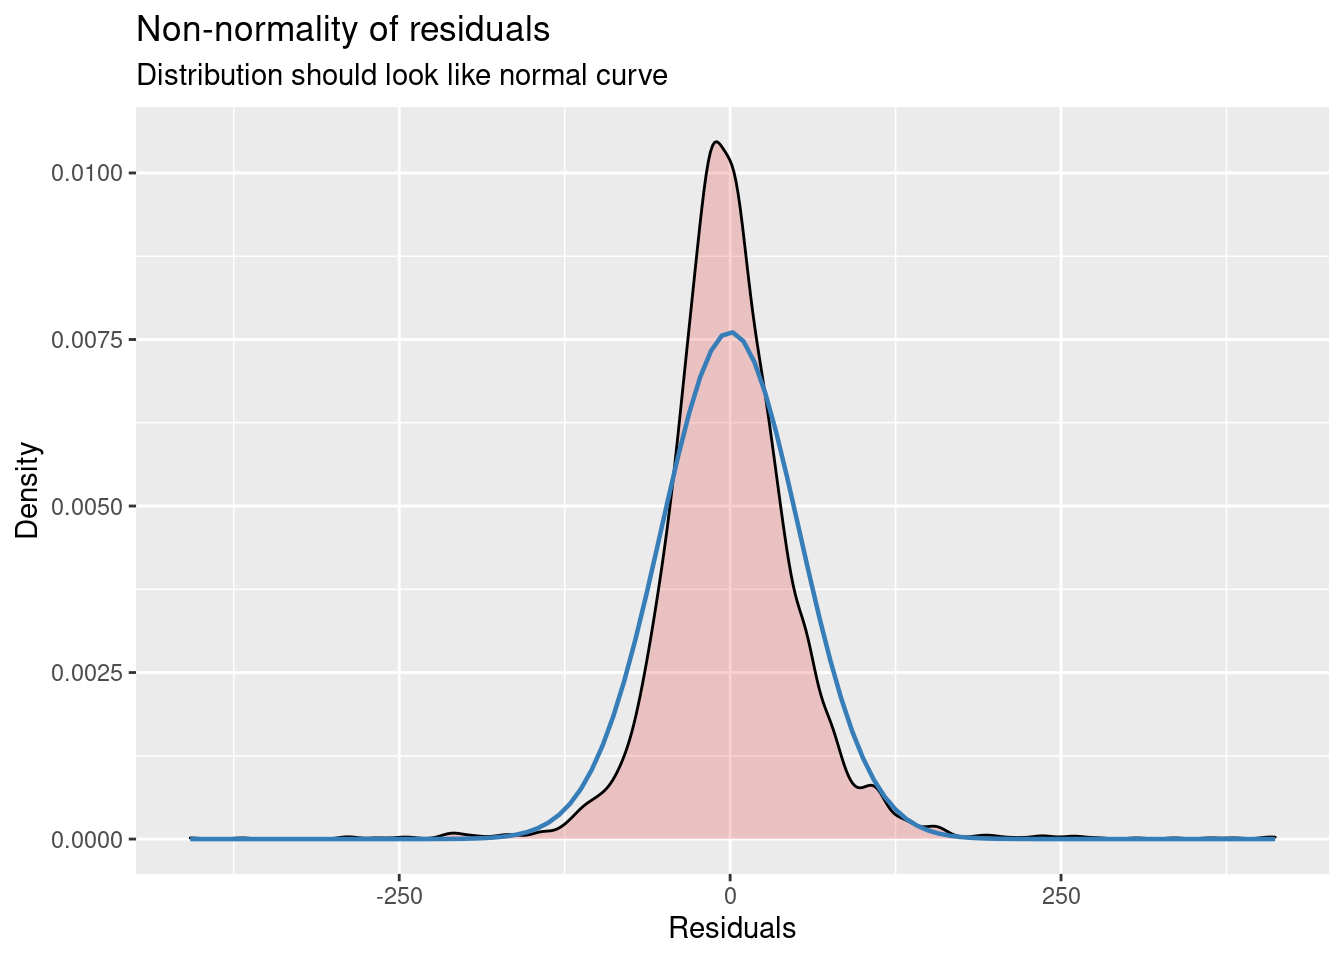 Non-normality of residuals
Distribution should look like normal curve
0.0100
0.0075
0.0050
0.0025
0.0000
Density
-250 0 250
Residuals